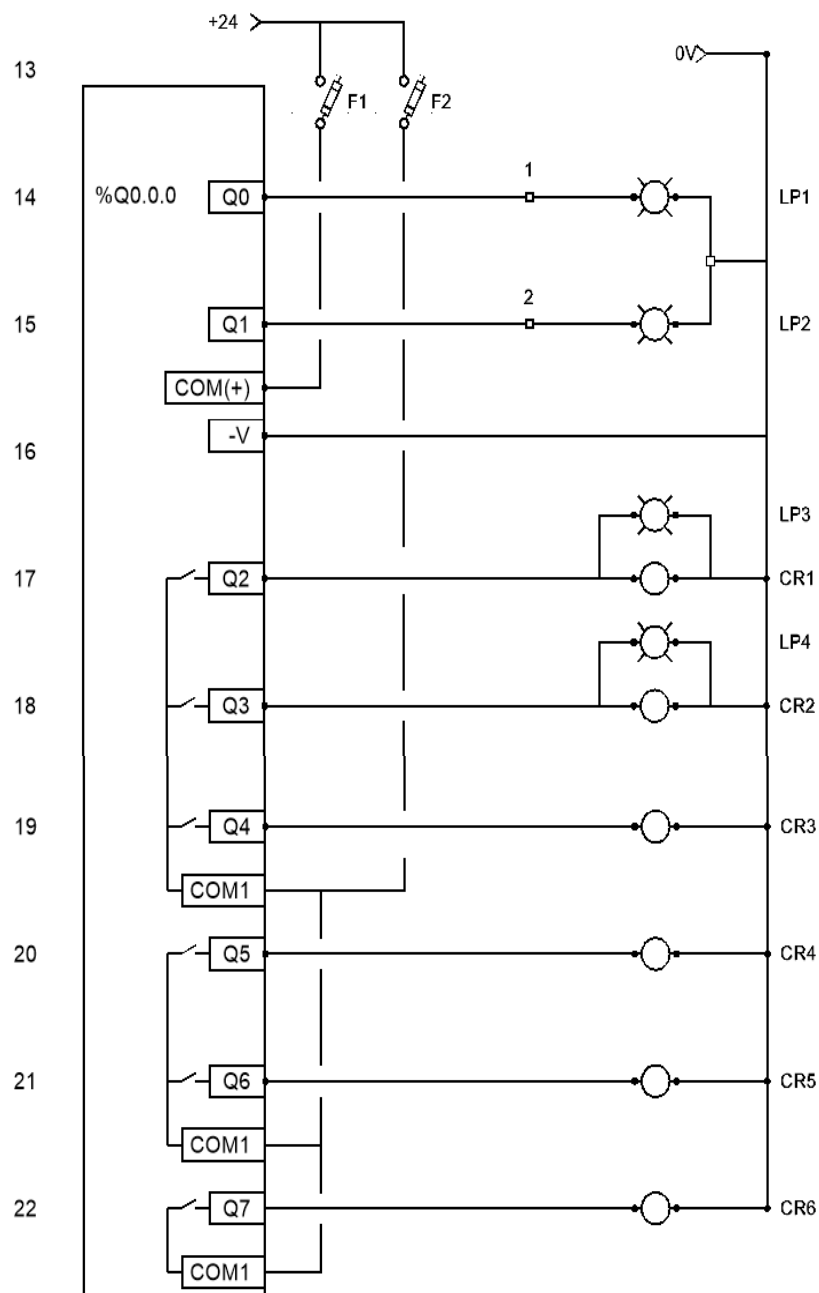 +24
0V
13
F1
F2
1
14
%Q0.0.0
Q0
LP1
2
15
Q1
LP2
COM(+)
-V
16
LP3
17
Q2
CR1
LP4
18
Q3
CR2
19
Q4
CR3
COM1
20
Q5
CR4
21
Q6
CR5
COM1
22
Q7
CR6
COM1